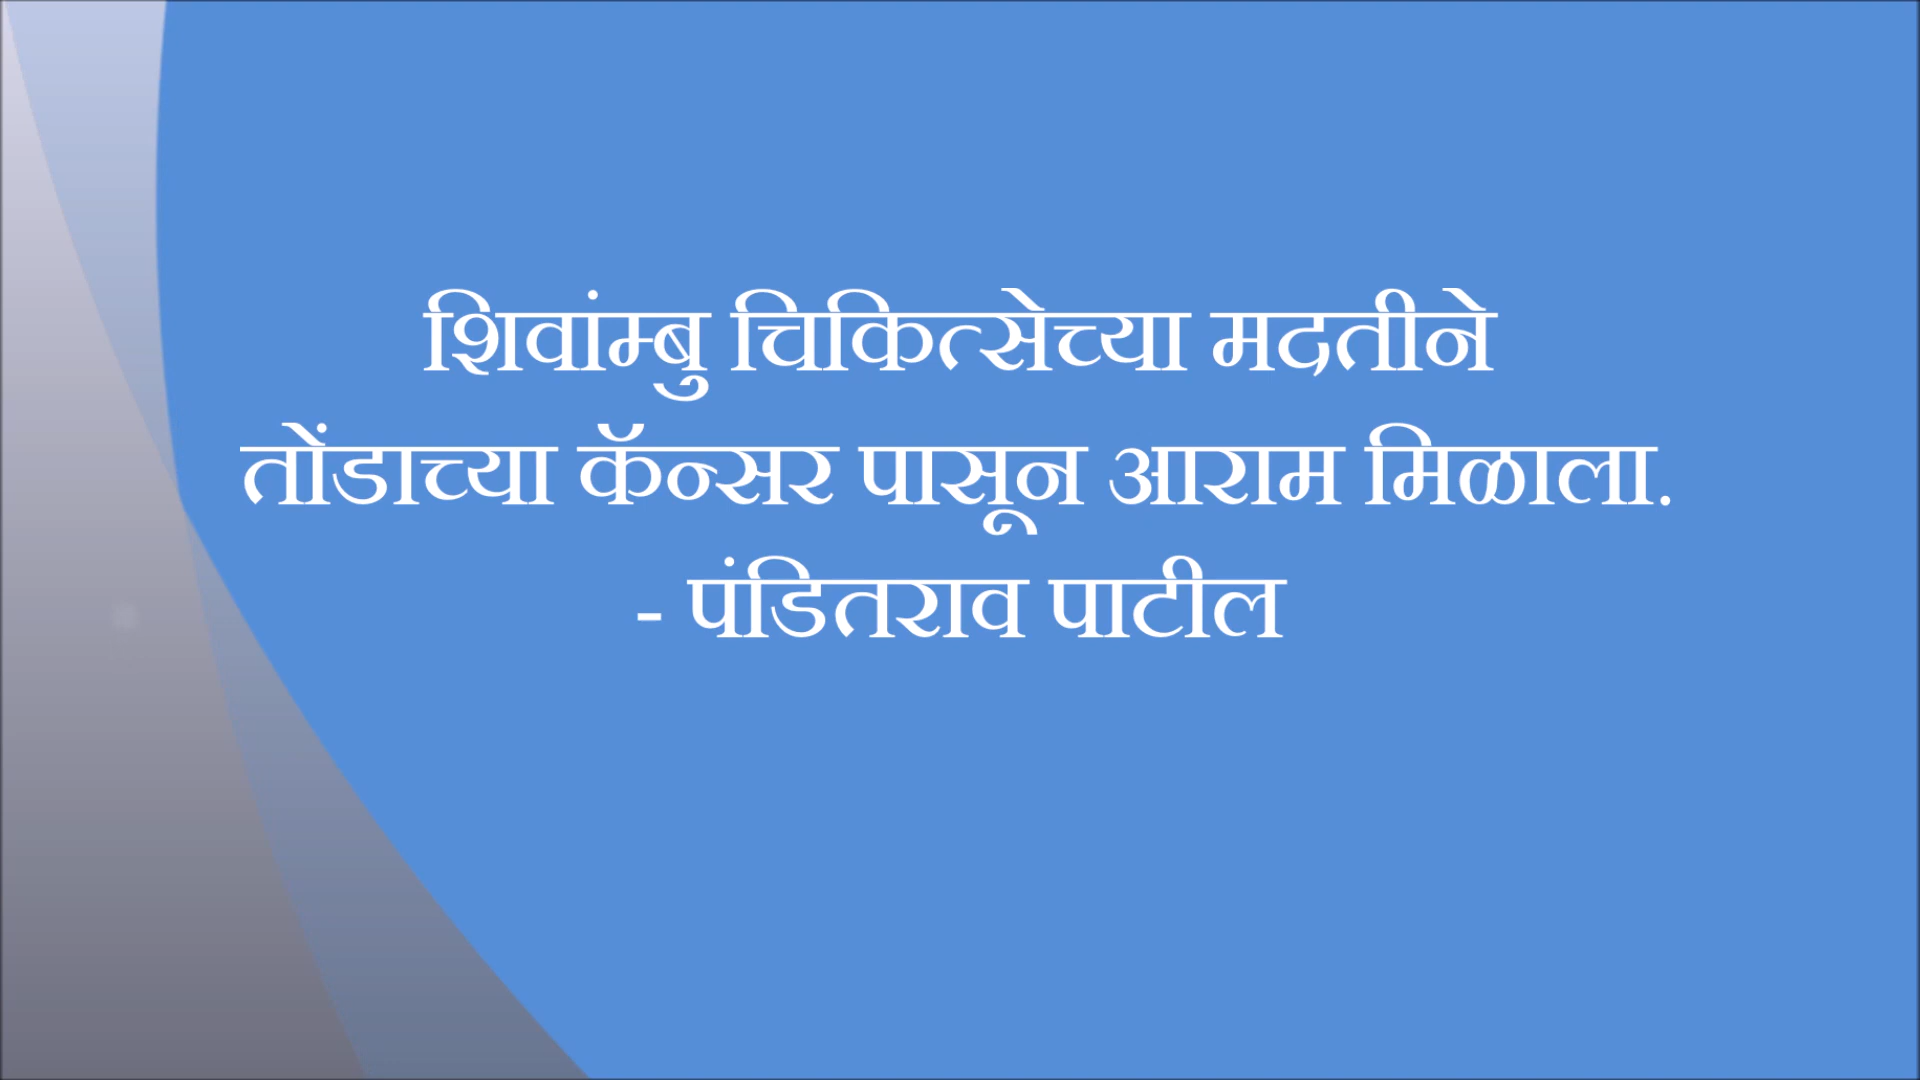 शिवांम्बु चिकित्सेच्या मदतीने
तोंडाच्या कॅन्सर पासून आराम मिळाला.
- पंडितराव पाटील